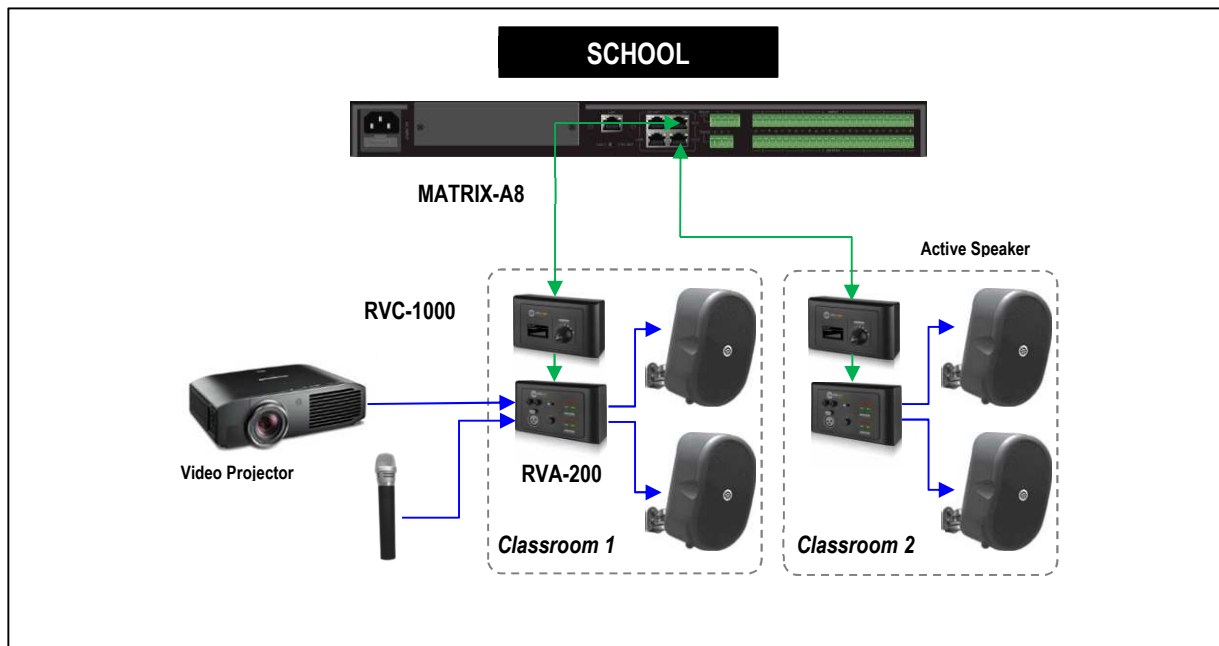 SCHOOL
MATRIX-A8
Active Speaker
RVC-1000
Video Projector
RVA-200
Classroom 1
Classroom 2